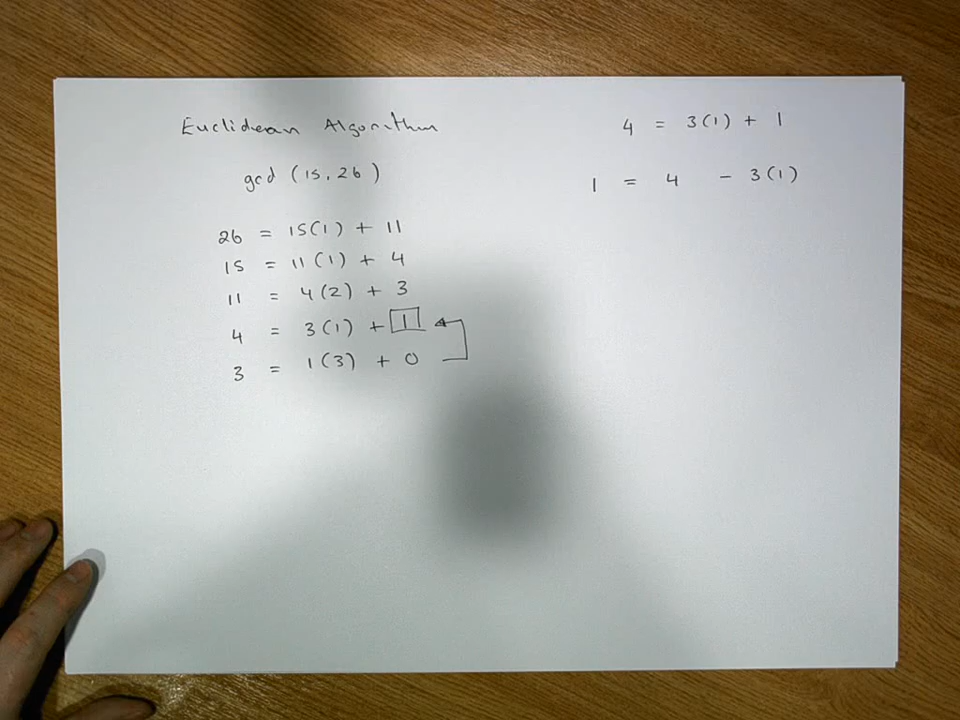 Euclidean Algorithm
gcd (15, 26)
26 = 15(1) + 11
15 = 11(1) + 4
11 = 4(2) + 3
4 = 3(1) + 1
3 = 1(3) + 0
4 = 3(1) + 1
1 = 4 - 3(1)